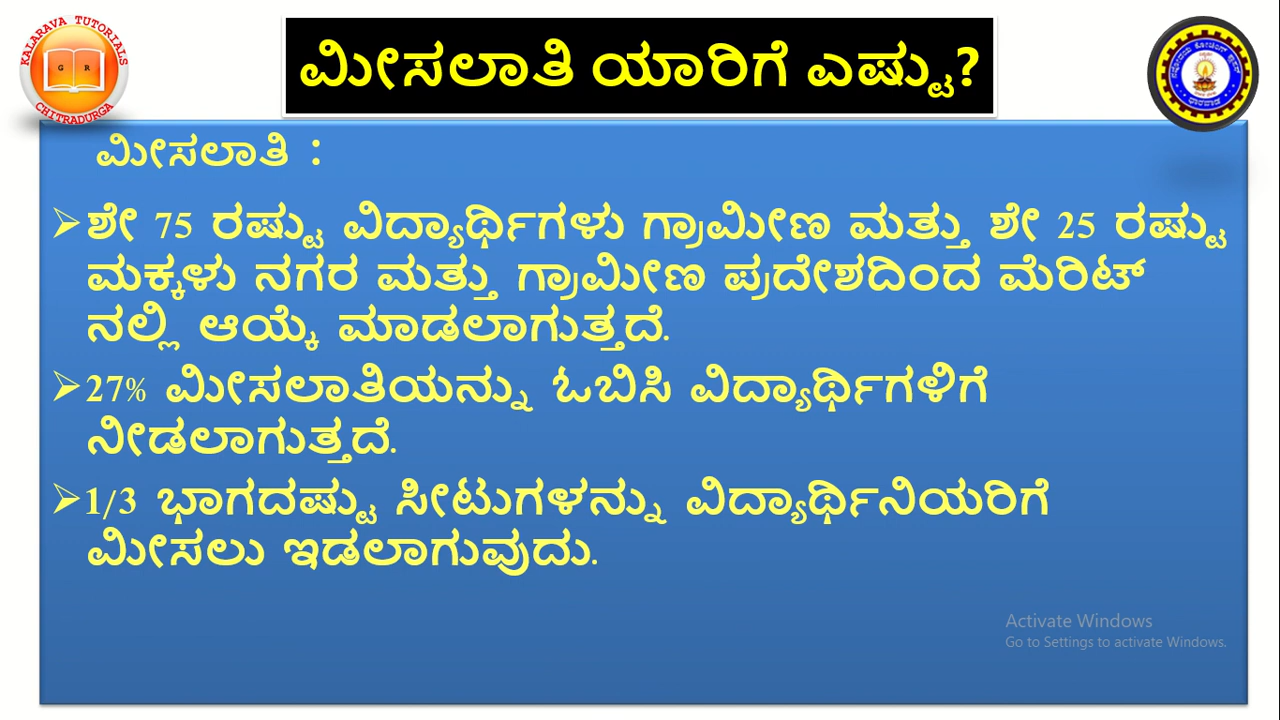 KALARAVA TUTORIALS
G R
CHITRADURGA
ಮೀಸಲಾತಿ ಯಾರಿಗೆ ಎಷ್ಟು?
ಮೀಸಲಾತಿ :
➢ಶೇ 75 ರಷ್ಟು ವಿದ್ಯಾರ್ಥಿಗಳು ಗ್ರಾಮೀಣ ಮತ್ತು ಶೇ 25 ರಷ್ಟು
ಮಕ್ಕಳು ನಗರ ಮತ್ತು ಗ್ರಾಮೀಣ ಪ್ರದೇಶದಿಂದ ಮೆರಿಟ್
ನಲ್ಲಿ ಆಯ್ಕೆ ಮಾಡಲಾಗುತ್ತದೆ.
➢27% ಮೀಸಲಾತಿಯನ್ನು ಓಬಿಸಿ ವಿದ್ಯಾರ್ಥಿಗಳಿಗೆ
ನೀಡಲಾಗುತ್ತದೆ.
➢1/3 ಭಾಗದಷ್ಟು ಸೀಟುಗಳನ್ನು ವಿದ್ಯಾರ್ಥಿನಿಯರಿಗೆ
ಮೀಸಲು ಇಡಲಾಗುವುದು.
Activate Windows
Go to Settings to activate Windows.